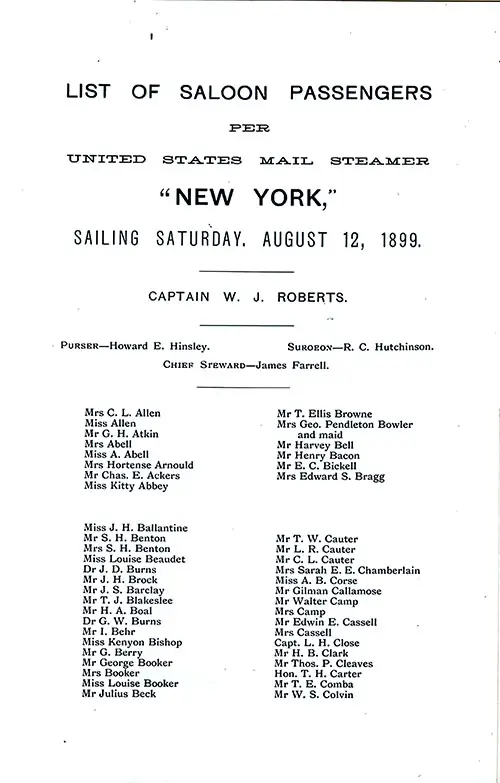 LIST OF SALOON PASSENGERS
PER
UNITED STATES MAIL STEAMER
"NEW YORK,"
SAILING SATURDAY, AUGUST 12, 1899.
CAPTAIN W. J. ROBERTS.
PURSER—Howard E. Hinsley. SURGEON—R. C. Hutchinson.
CHIEF STEWARD—James Farrell.
Mrs C. L. Allen
Miss Allen
Mr G. H. Atkin
Mrs Abell
Miss A. Abell
Mrs Hortense Arnould
Mr Chas. E. Ackers
Miss Kitty Abbey
Mr T. Ellis Browne
Mrs Geo. Pendleton Bowler
and maid
Mr Harvey Bell
Mr Henry Bacon
Mr E. C. Bickell
Mrs Edward S. Bragg
Miss J. H. Ballantine
Mr S. H. Benton
Mrs S. H. Benton
Miss Louise Beaudet
Dr J. D. Burns
Mr J. H. Brock
Mr J. S. Barclay
Mr T. J. Blakeslee
Mr H. A. Boal
Dr G. W. Burns
Mr I. Behr
Miss Kenyon Bishop
Mr G. Berry
Mr George Booker
Mrs Booker
Miss Louise Booker
Mr Julius Beck
Mr T. W. Cauter
Mr L. R. Cauter
Mr C. L. Cauter
Mrs Sarah E. E. Chamberlain
Miss A. B. Corse
Mr Gilman Callamose
Mr Walter Camp
Mrs Camp
Mr Edwin E. Cassell
Mrs Cassell
Capt. L. H. Close
Mr H. B. Clark
Mr Thos. P. Cleaves
Hon. T. H. Carter
Mr T. E. Comba
Mr W. S. Colvin